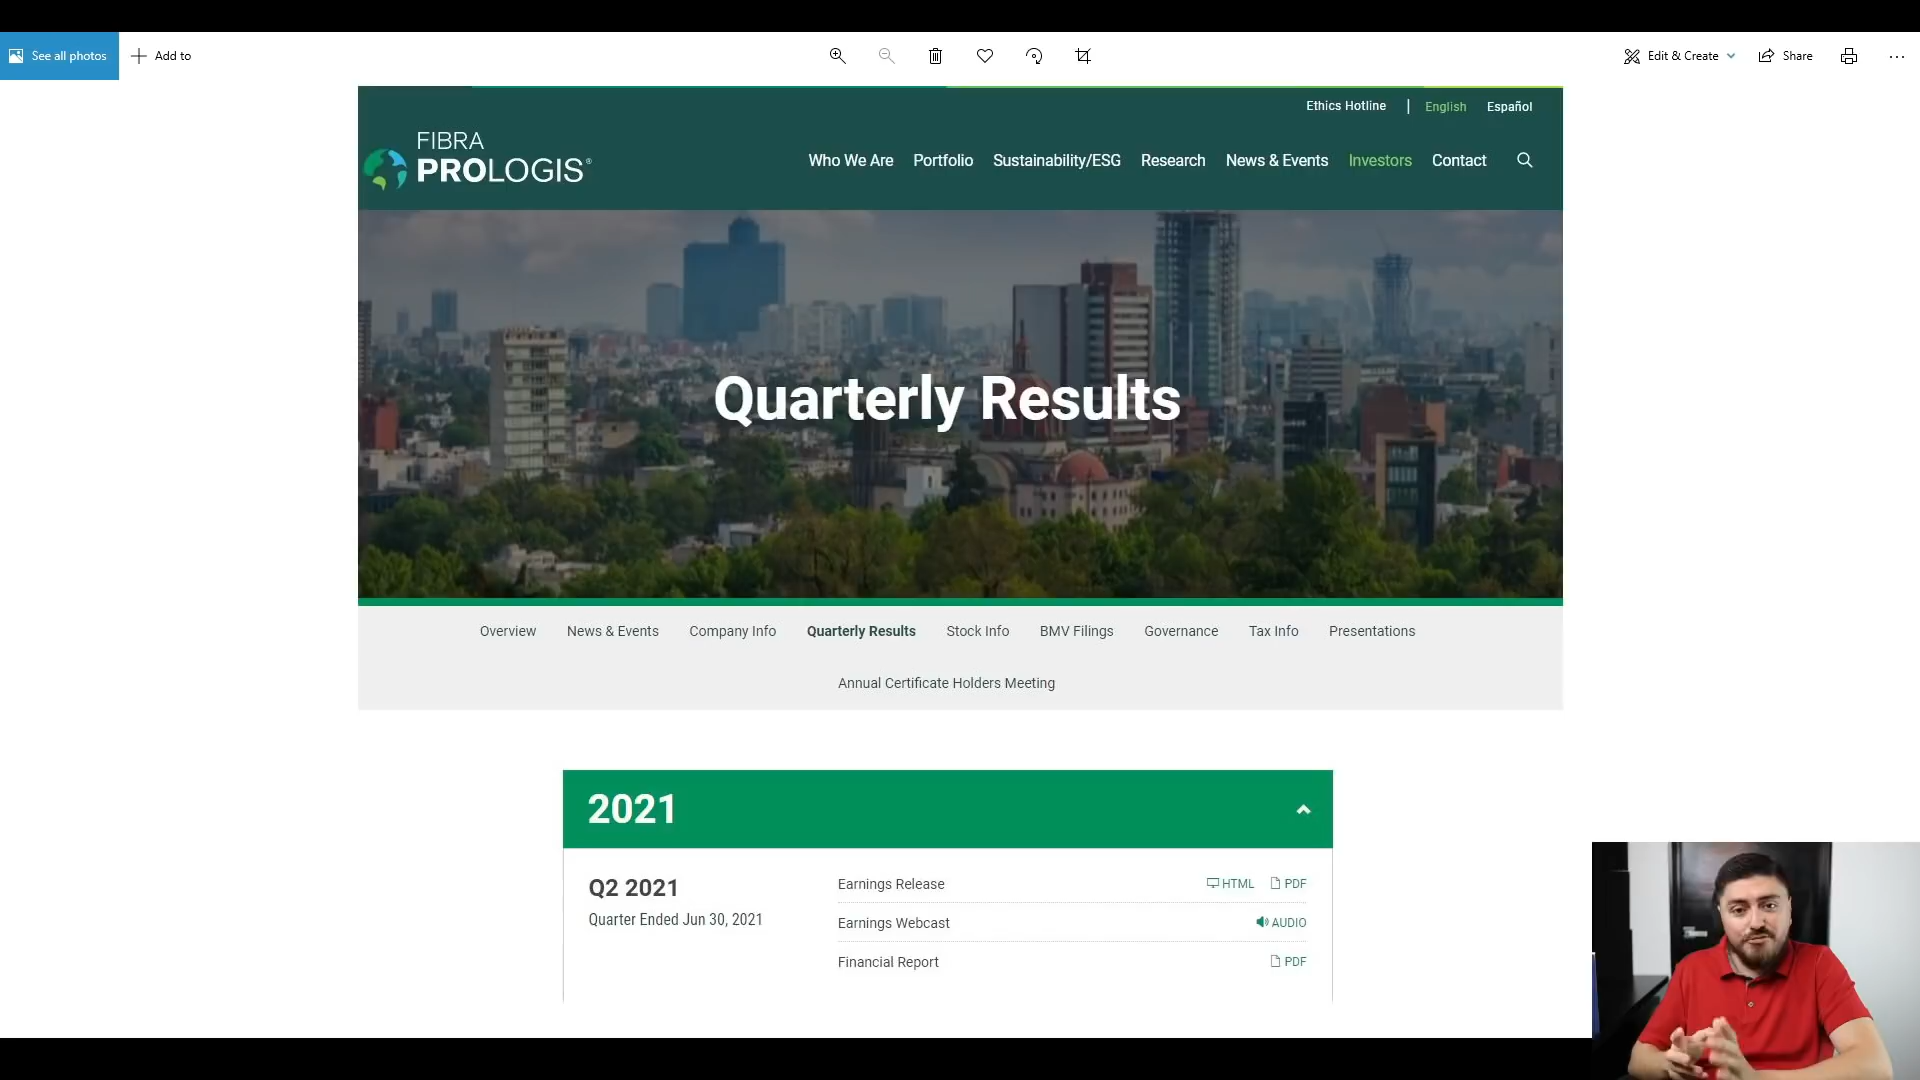 See all photos
Add to
Edit & Create
Share
Ethics Hotline | English Español
FIBRA
PROLOGIS®
Who We Are Portfolio Sustainability/ESG Research News & Events Investors Contact
Quarterly Results
Overview News & Events Company Info Quarterly Results Stock Info BMV Filings Governance Tax Info Presentations
Annual Certificate Holders Meeting
2021
Q2 2021
Quarter Ended Jun 30, 2021
Earnings Release HTML PDF
Earnings Webcast AUDIO
Financial Report PDF